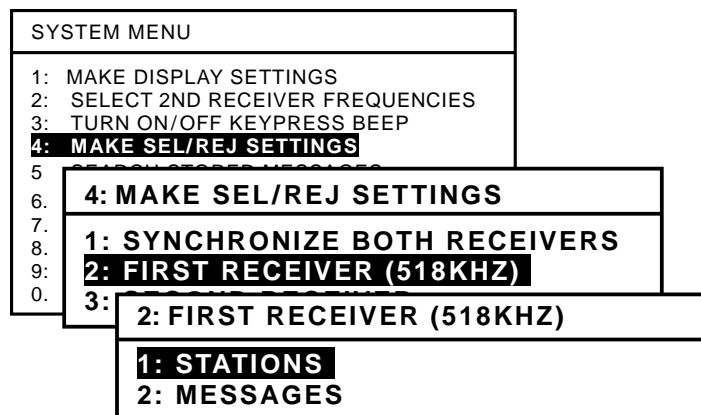 SYSTEM MENU
1: MAKE DISPLAY SETTINGS
2: SELECT 2ND RECEIVER FREQUENCIES
3: TURN ON/OFF KEYPRESS BEEP
4: MAKE SEL/REJ SETTINGS
5
6.
7.
8.
9:
0.
4: MAKE SEL/REJ SETTINGS
1: SYNCHRONIZE BOTH RECEIVERS
2: FIRST RECEIVER (518KHZ)
3:
2: FIRST RECEIVER (518KHZ)
1: STATIONS
2: MESSAGES